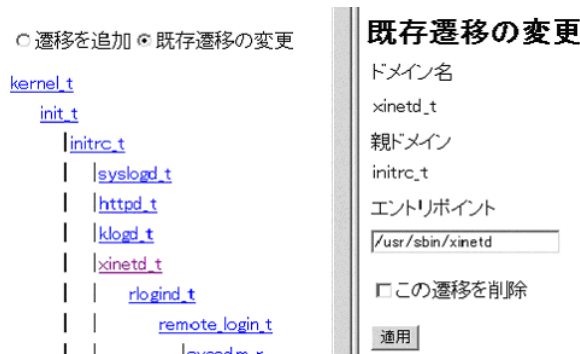 遷移を追加 既存遷移の変更
kernel_t
init_t
initrc_t
syslogd_t
httpd_t
klogd_t
xinetd_t
rlogind_t
remote_login_t
既存遷移の変更
ドメイン名
xinetd_t
親ドメイン
initrc_t
エントリポイント
/usr/sbin/xinetd
この遷移を削除
適用